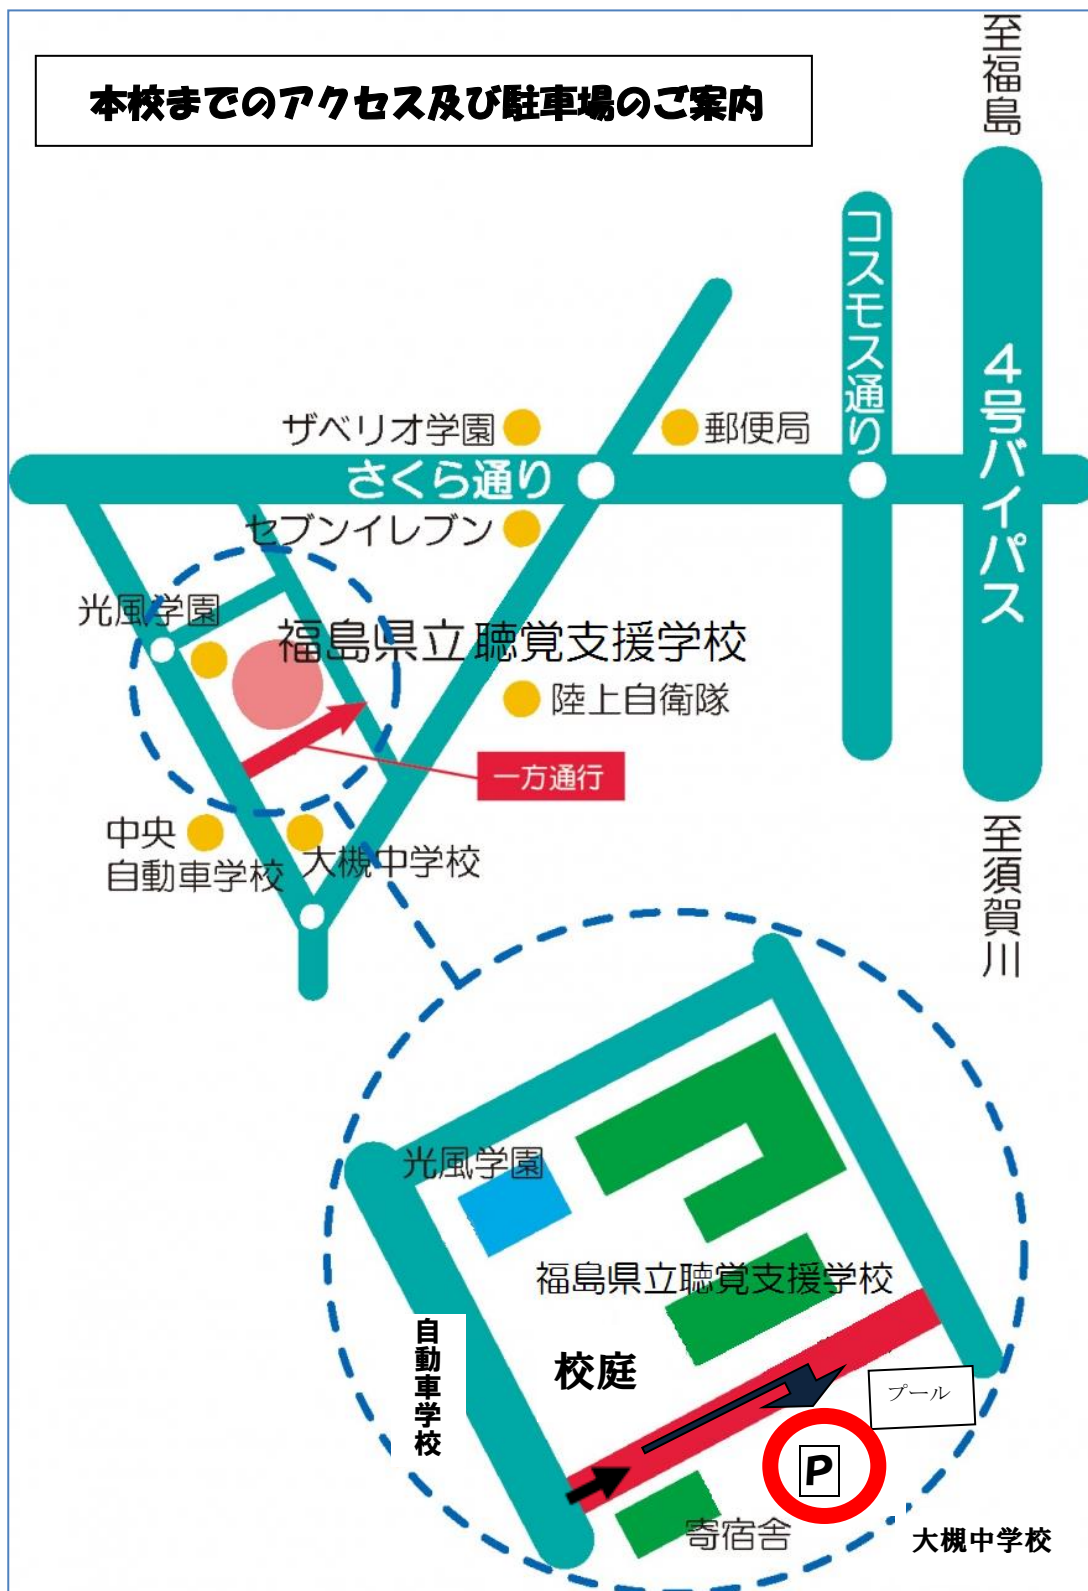 至福島
本校までのアクセス及び駐車場のご案内
コスモス通り
4号バイパス
ザベリオ学園
郵便局
さくら通り
セブンイレブン
光風学園
福島県立聴覚支援学校
陸上自衛隊
一方通行
中央
自動車学校
大槻中学校
至須賀川
光風学園
福島県立聴覚支援学校
自動車学校
校庭
プール
P
寄宿舎
大槻中学校